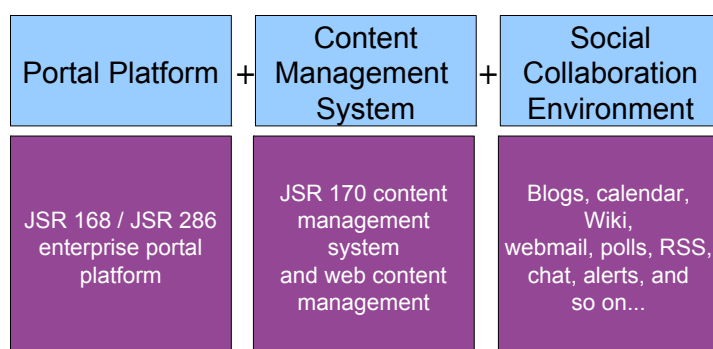 Portal Platform
+
Content
Management
System
+
Social
Collaboration
Environment
JSR 168 / JSR 286
enterprise portal
platform
JSR 170 content
management
system
and web content
management
Blogs, calendar,
Wiki,
webmail, polls, RSS,
chat, alerts, and
so on...